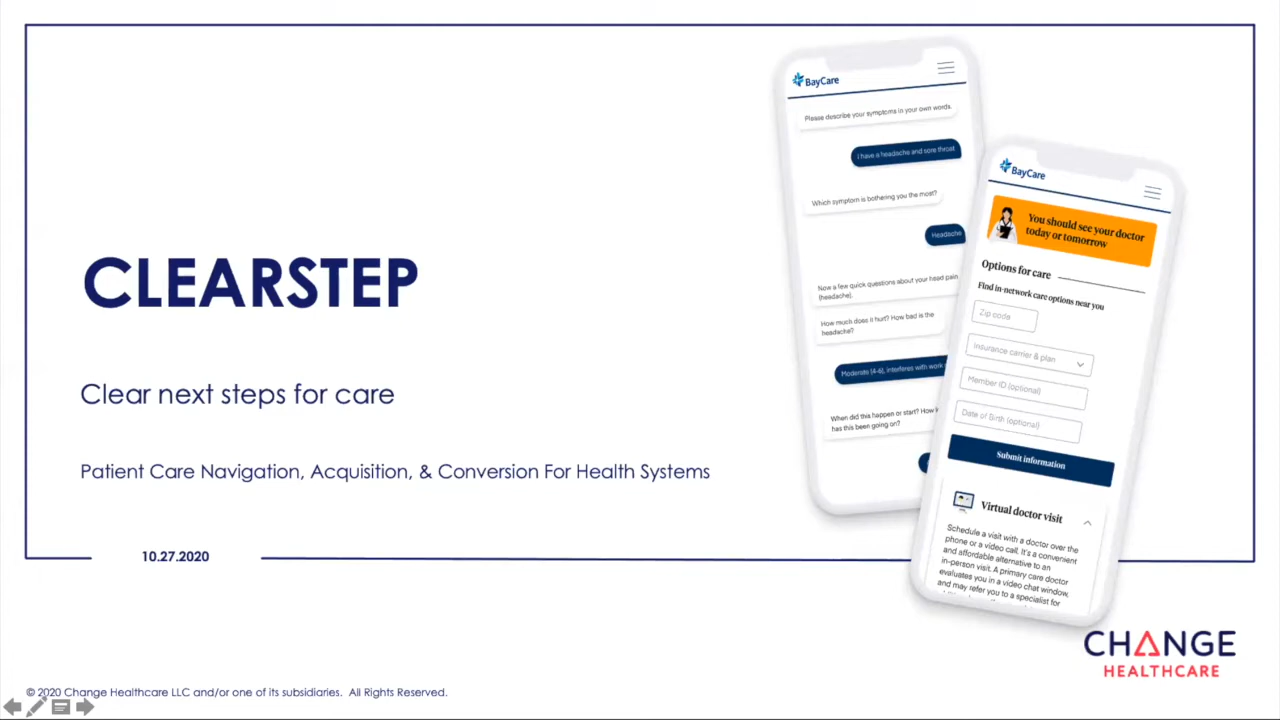 CLEARSTEP
Clear next steps for care
Patient Care Navigation, Acquisition, & Conversion For Health Systems
10.27.2020
BayCare
Please describe your symptoms in your own words.
I have a headache and sore throat
Which symptom is bothering you the most?
Headache
Now a few quick questions about your head pain
(headache).
How much does it hurt? How bad is the
headache?
Moderate (4-6), interferes with work
When did this happen or start? How
has this been going on?
BayCare
You should see your doctor
today or tomorrow
Options for care
Find in-network care options near you
Zip code
Insurance carrier & plan
Member ID (optional)
Date of Birth (optional)
Submit information
Virtual doctor visit
Schedule a visit with a doctor over the
phone or a video call. It's a convenient
and affordable alternative to an
in-person visit. A primary care doctor
evaluates you in a video chat window,
and may refer you to a specialist for
CHANGE
HEALTHCARE
© 2020 Change Healthcare LLC and/or one of its subsidiaries. All Rights Reserved.